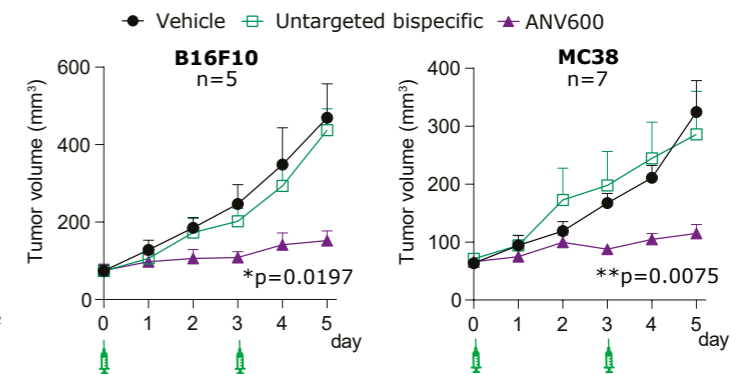 Vehicle Untargeted bispecific ANV600
B16F10
n=5
Tumor volume (mm³)
600
400
200
0
*p=0.0197
0 1 2 3 4 5
day
MC38
n=7
Tumor volume (mm³)
400
300
200
100
0
**p=0.0075
0 1 2 3 4 5
day